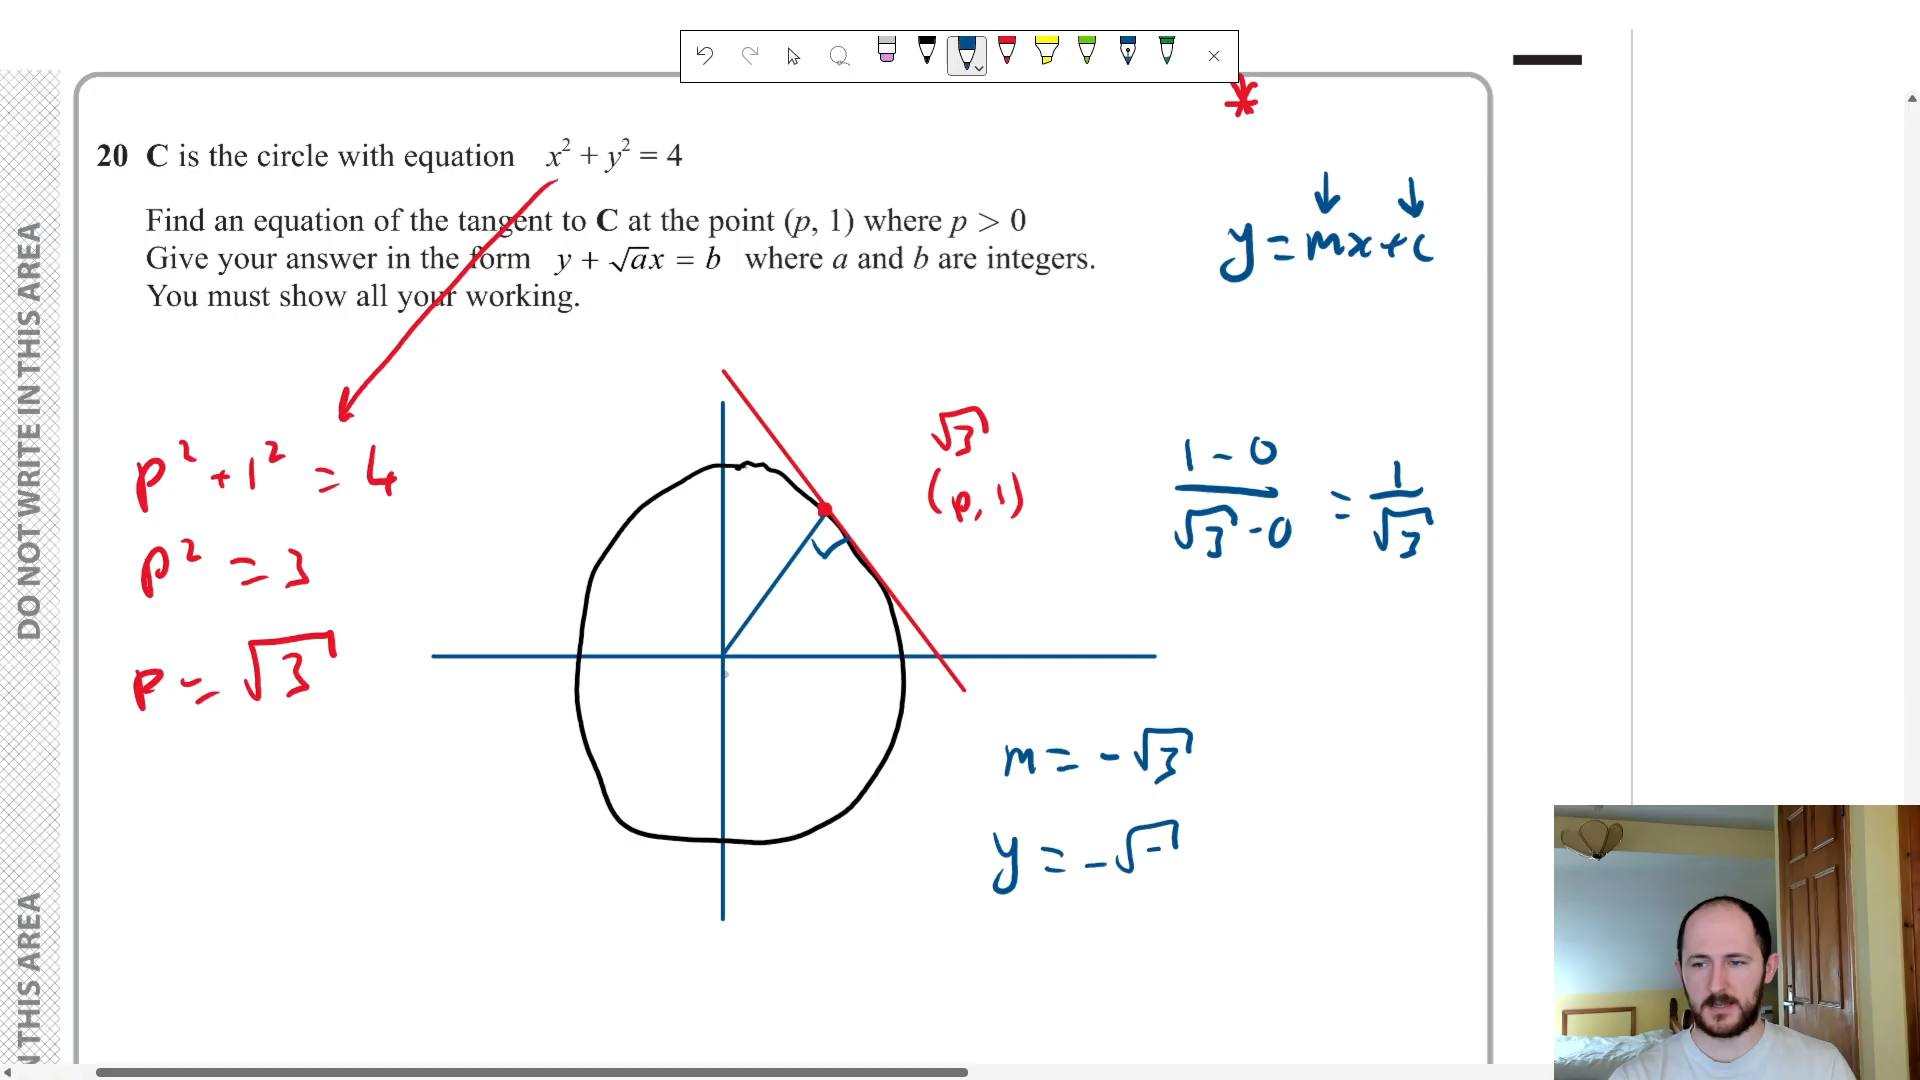 20 C is the circle with equation x² + y² = 4
Find an equation of the tangent to C at the point (p, 1) where p > 0
Give your answer in the form y + √ax = b where a and b are integers.
You must show all your working.
*
y = mx + c
p² + 1² = 4
p² = 3
p = √3
√3
(p, 1)
1 - 0 / √3 - 0 = 1 / √3
m = -√3
y = -√-
DO NOT WRITE IN THIS AREA
N THIS AREA